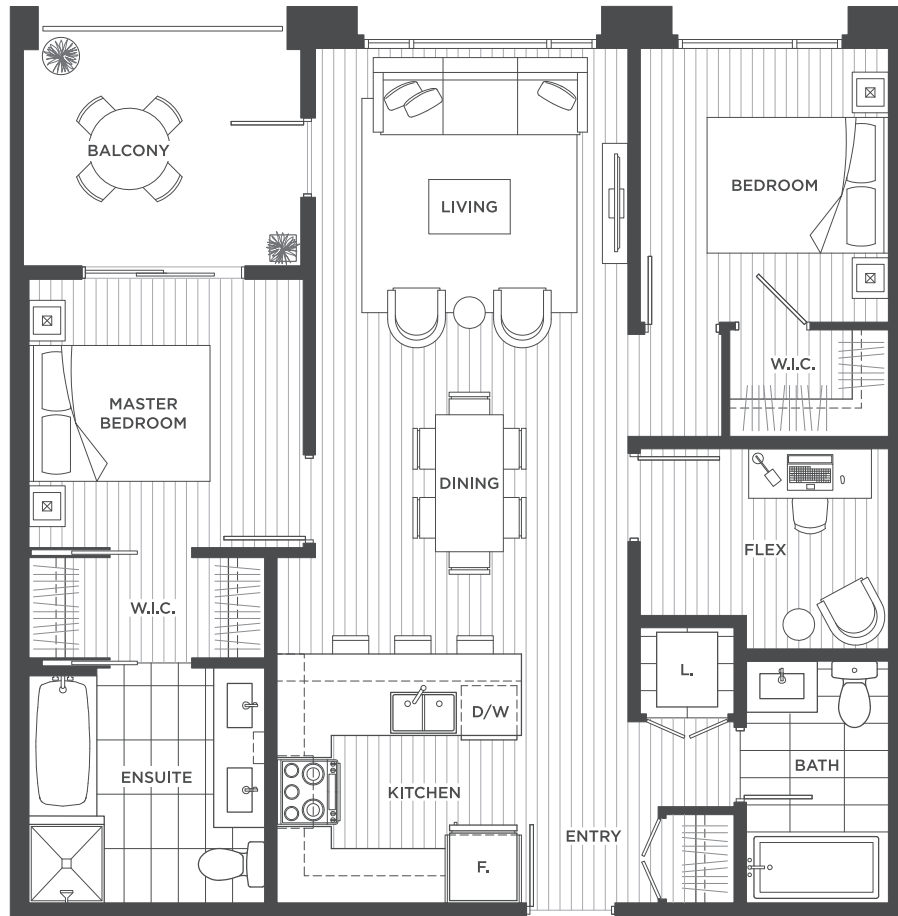 BALCONY
LIVING
BEDROOM
W.I.C.
MASTER
BEDROOM
DINING
FLEX
W.I.C.
L.
D/W
ENSUITE
KITCHEN
BATH
ENTRY
F.